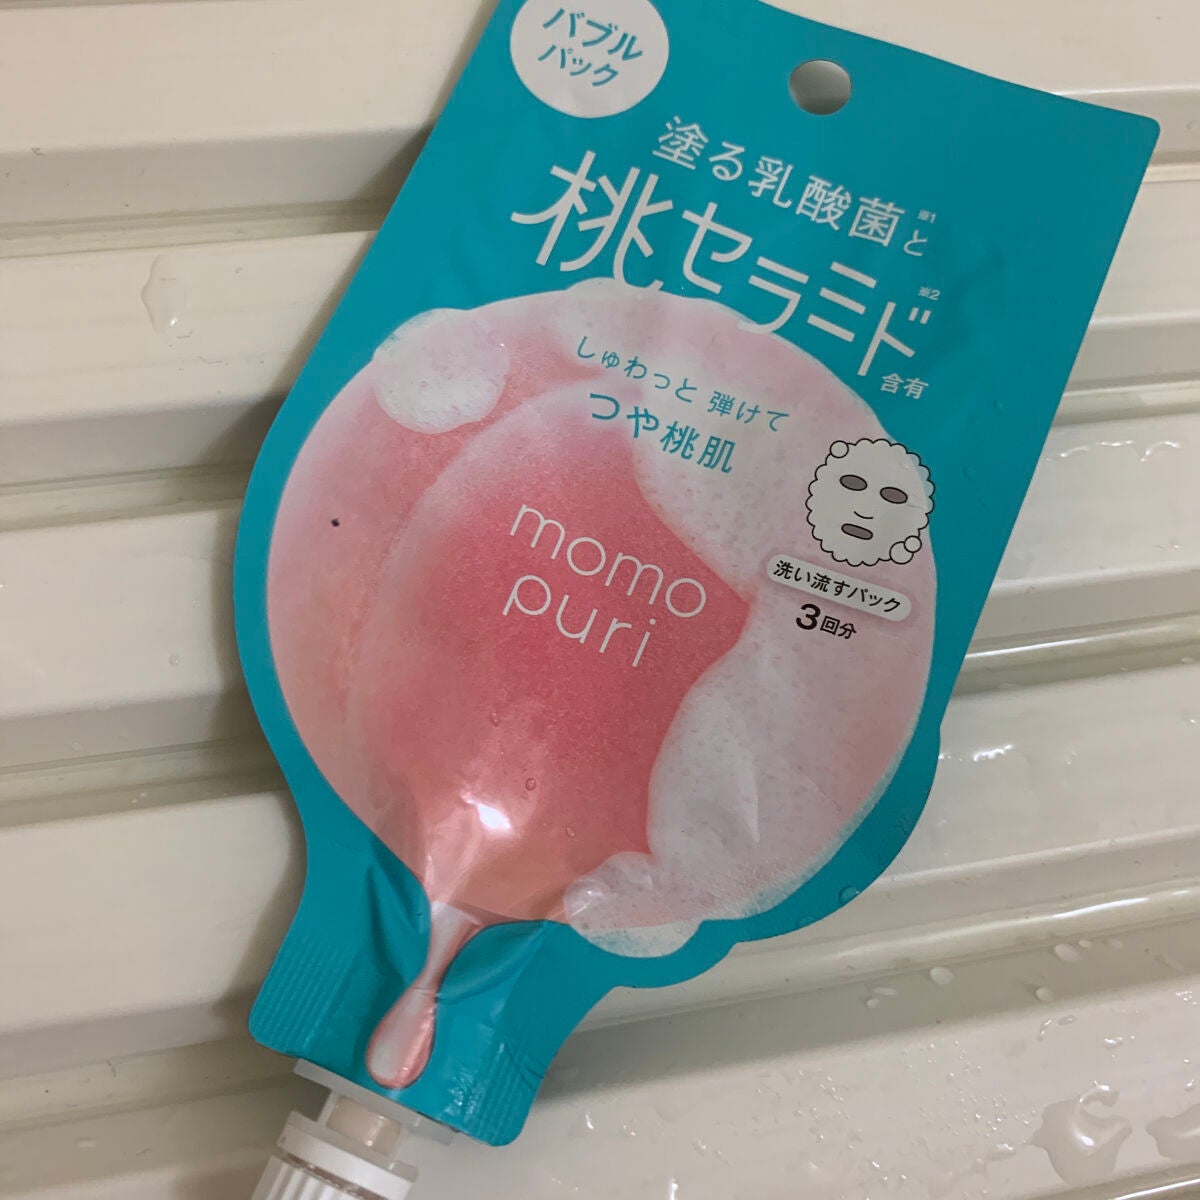 バブル
パック
塗る乳酸菌※1と
桃セラミド※2
含有
しゅわっと 弾けて
つや桃肌
momo
puri
洗い流すパック
3回分